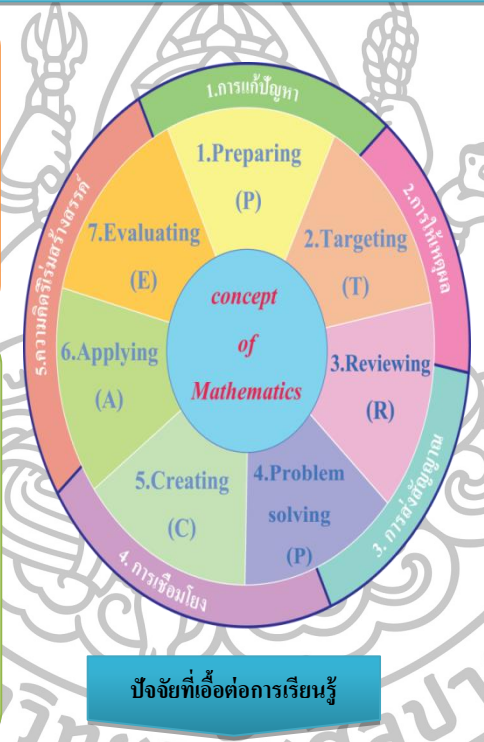 1.การแก้ปัญหา
2.การให้เหตุผล
3. การส่งสัญญาณ
4. การเชื่อมโยง
5.ความคิดริเริ่มสร้างสรรค์
1.Preparing
(P)
2.Targeting
(T)
3.Reviewing
(R)
4.Problem
solving
(P)
5.Creating
(C)
6.Applying
(A)
7.Evaluating
(E)
concept
of
Mathematics
ปัจจัยที่เอื้อต่อการเรียนรู้